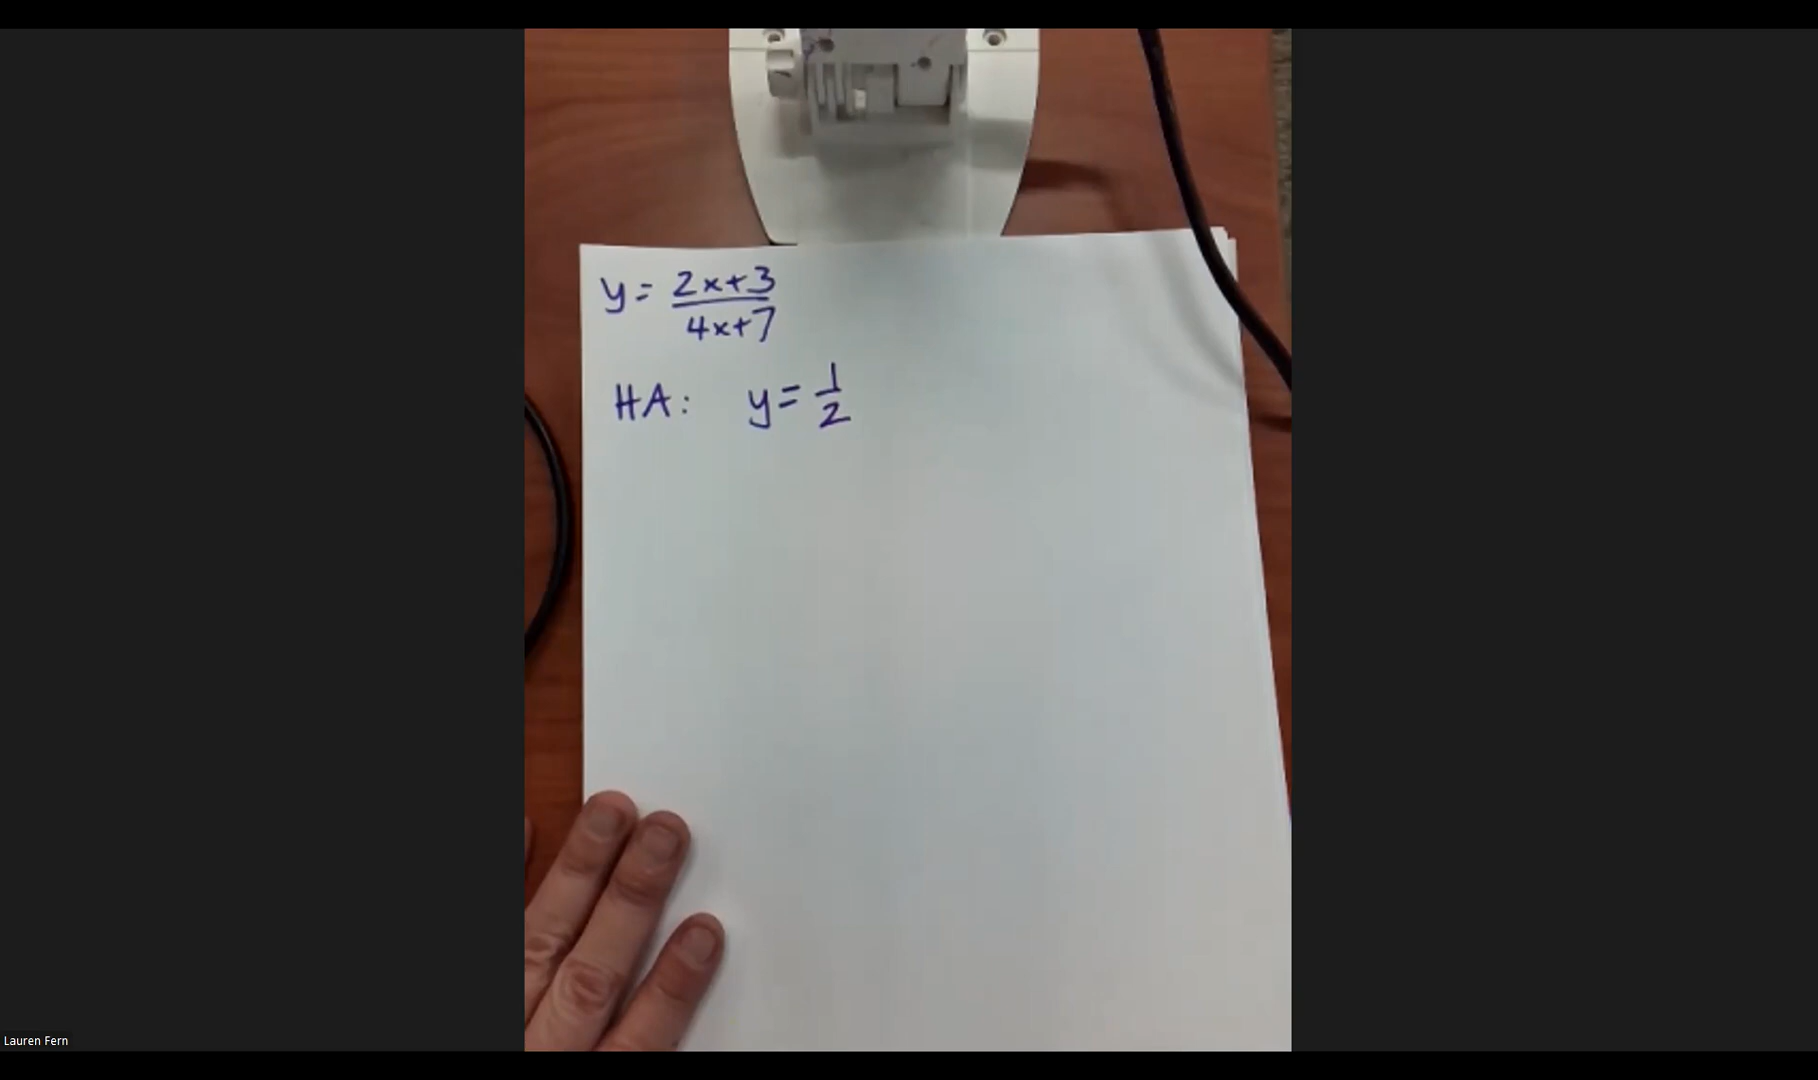 y = 2x+3
4x+7
HA: y = 1/2
Lauren Fern